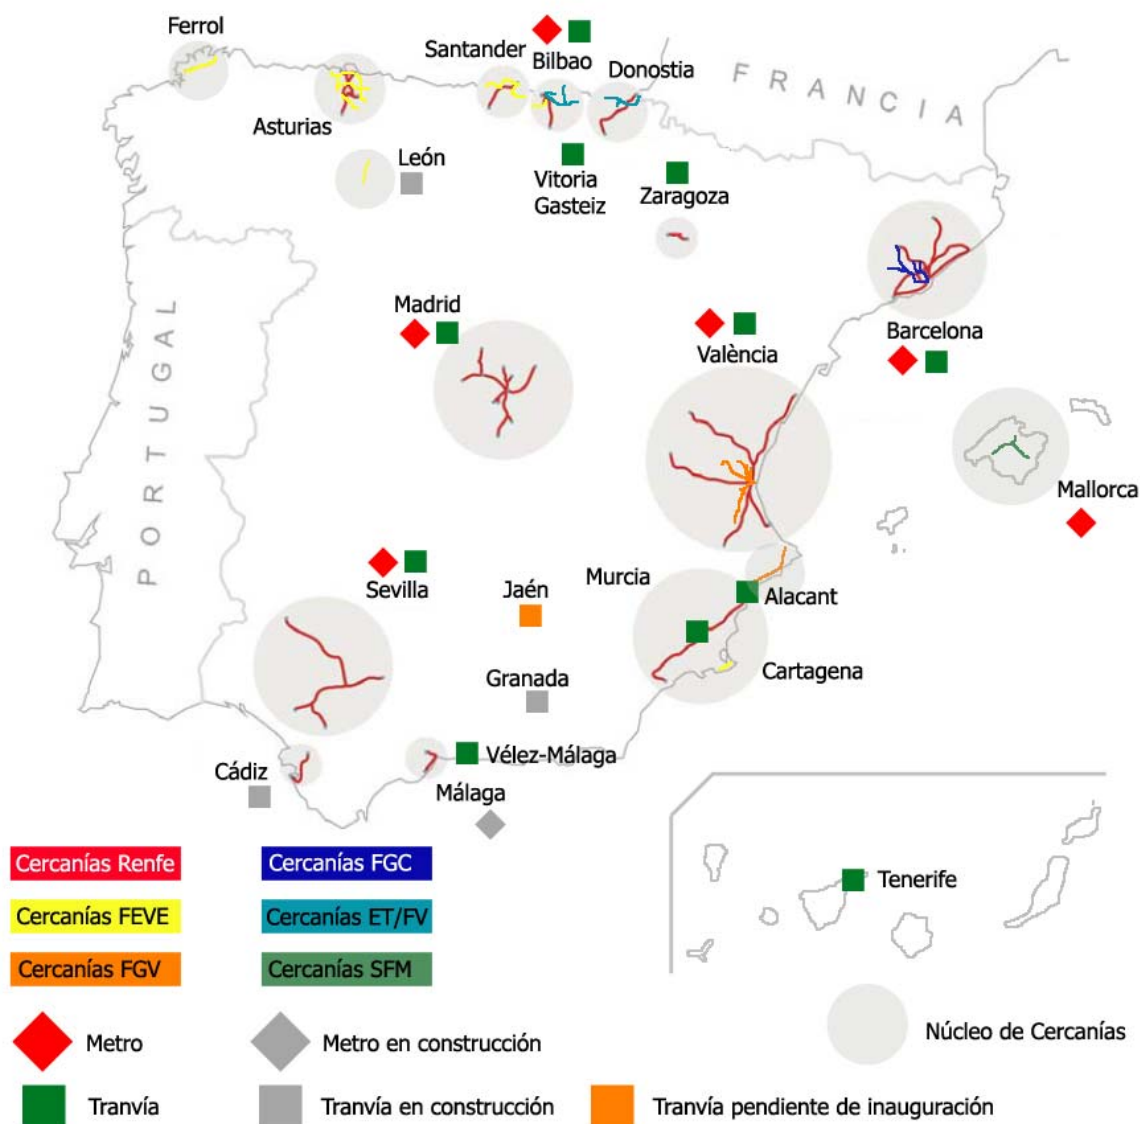 Ferrol
Santander
Bilbao
Donostia
FRANCIA
Asturias
León
Vitoria
Gasteiz
Zaragoza
PORTUGAL
Madrid
València
Barcelona
Mallorca
Sevilla
Jaén
Murcia
Alacant
Granada
Cartagena
Cádiz
Vélez-Málaga
Málaga
Tenerife
Cercanías Renfe
Cercanías FGC
Cercanías FEVE
Cercanías ET/FV
Cercanías FGV
Cercanías SFM
Metro
Metro en construcción
Núcleo de Cercanías
Tranvía
Tranvía en construcción
Tranvía pendiente de inauguración